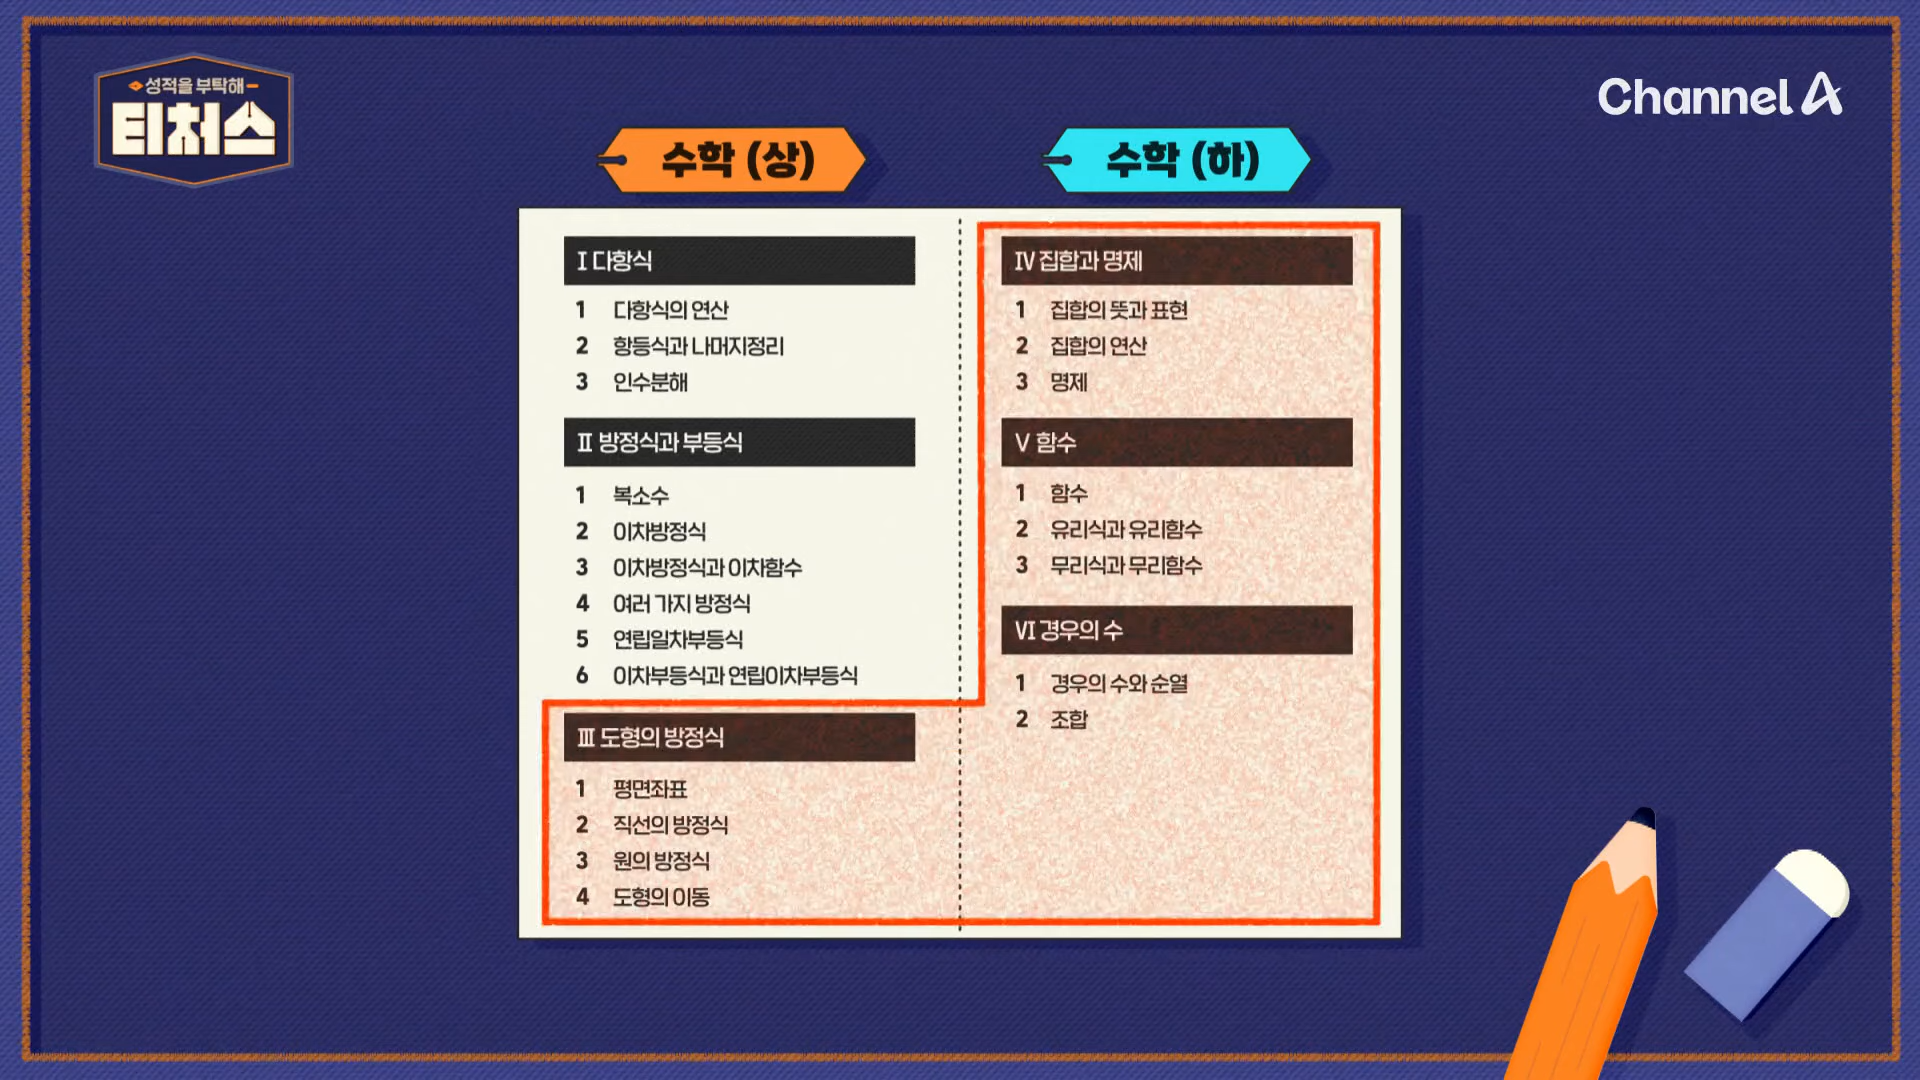 성적을 부탁해
티처스
Channel A
수학 (상)
수학 (하)
Ⅰ 다항식
1 다항식의 연산
2 항등식과 나머지정리
3 인수분해
Ⅱ 방정식과 부등식
1 복소수
2 이차방정식
3 이차방정식과 이차함수
4 여러 가지 방정식
5 연립일차부등식
6 이차부등식과 연립이차부등식
Ⅲ 도형의 방정식
1 평면좌표
2 직선의 방정식
3 원의 방정식
4 도형의 이동
Ⅳ 집합과 명제
1 집합의 뜻과 표현
2 집합의 연산
3 명제
Ⅴ 함수
1 함수
2 유리식과 유리함수
3 무리식과 무리함수
Ⅵ 경우의 수
1 경우의 수와 순열
2 조합